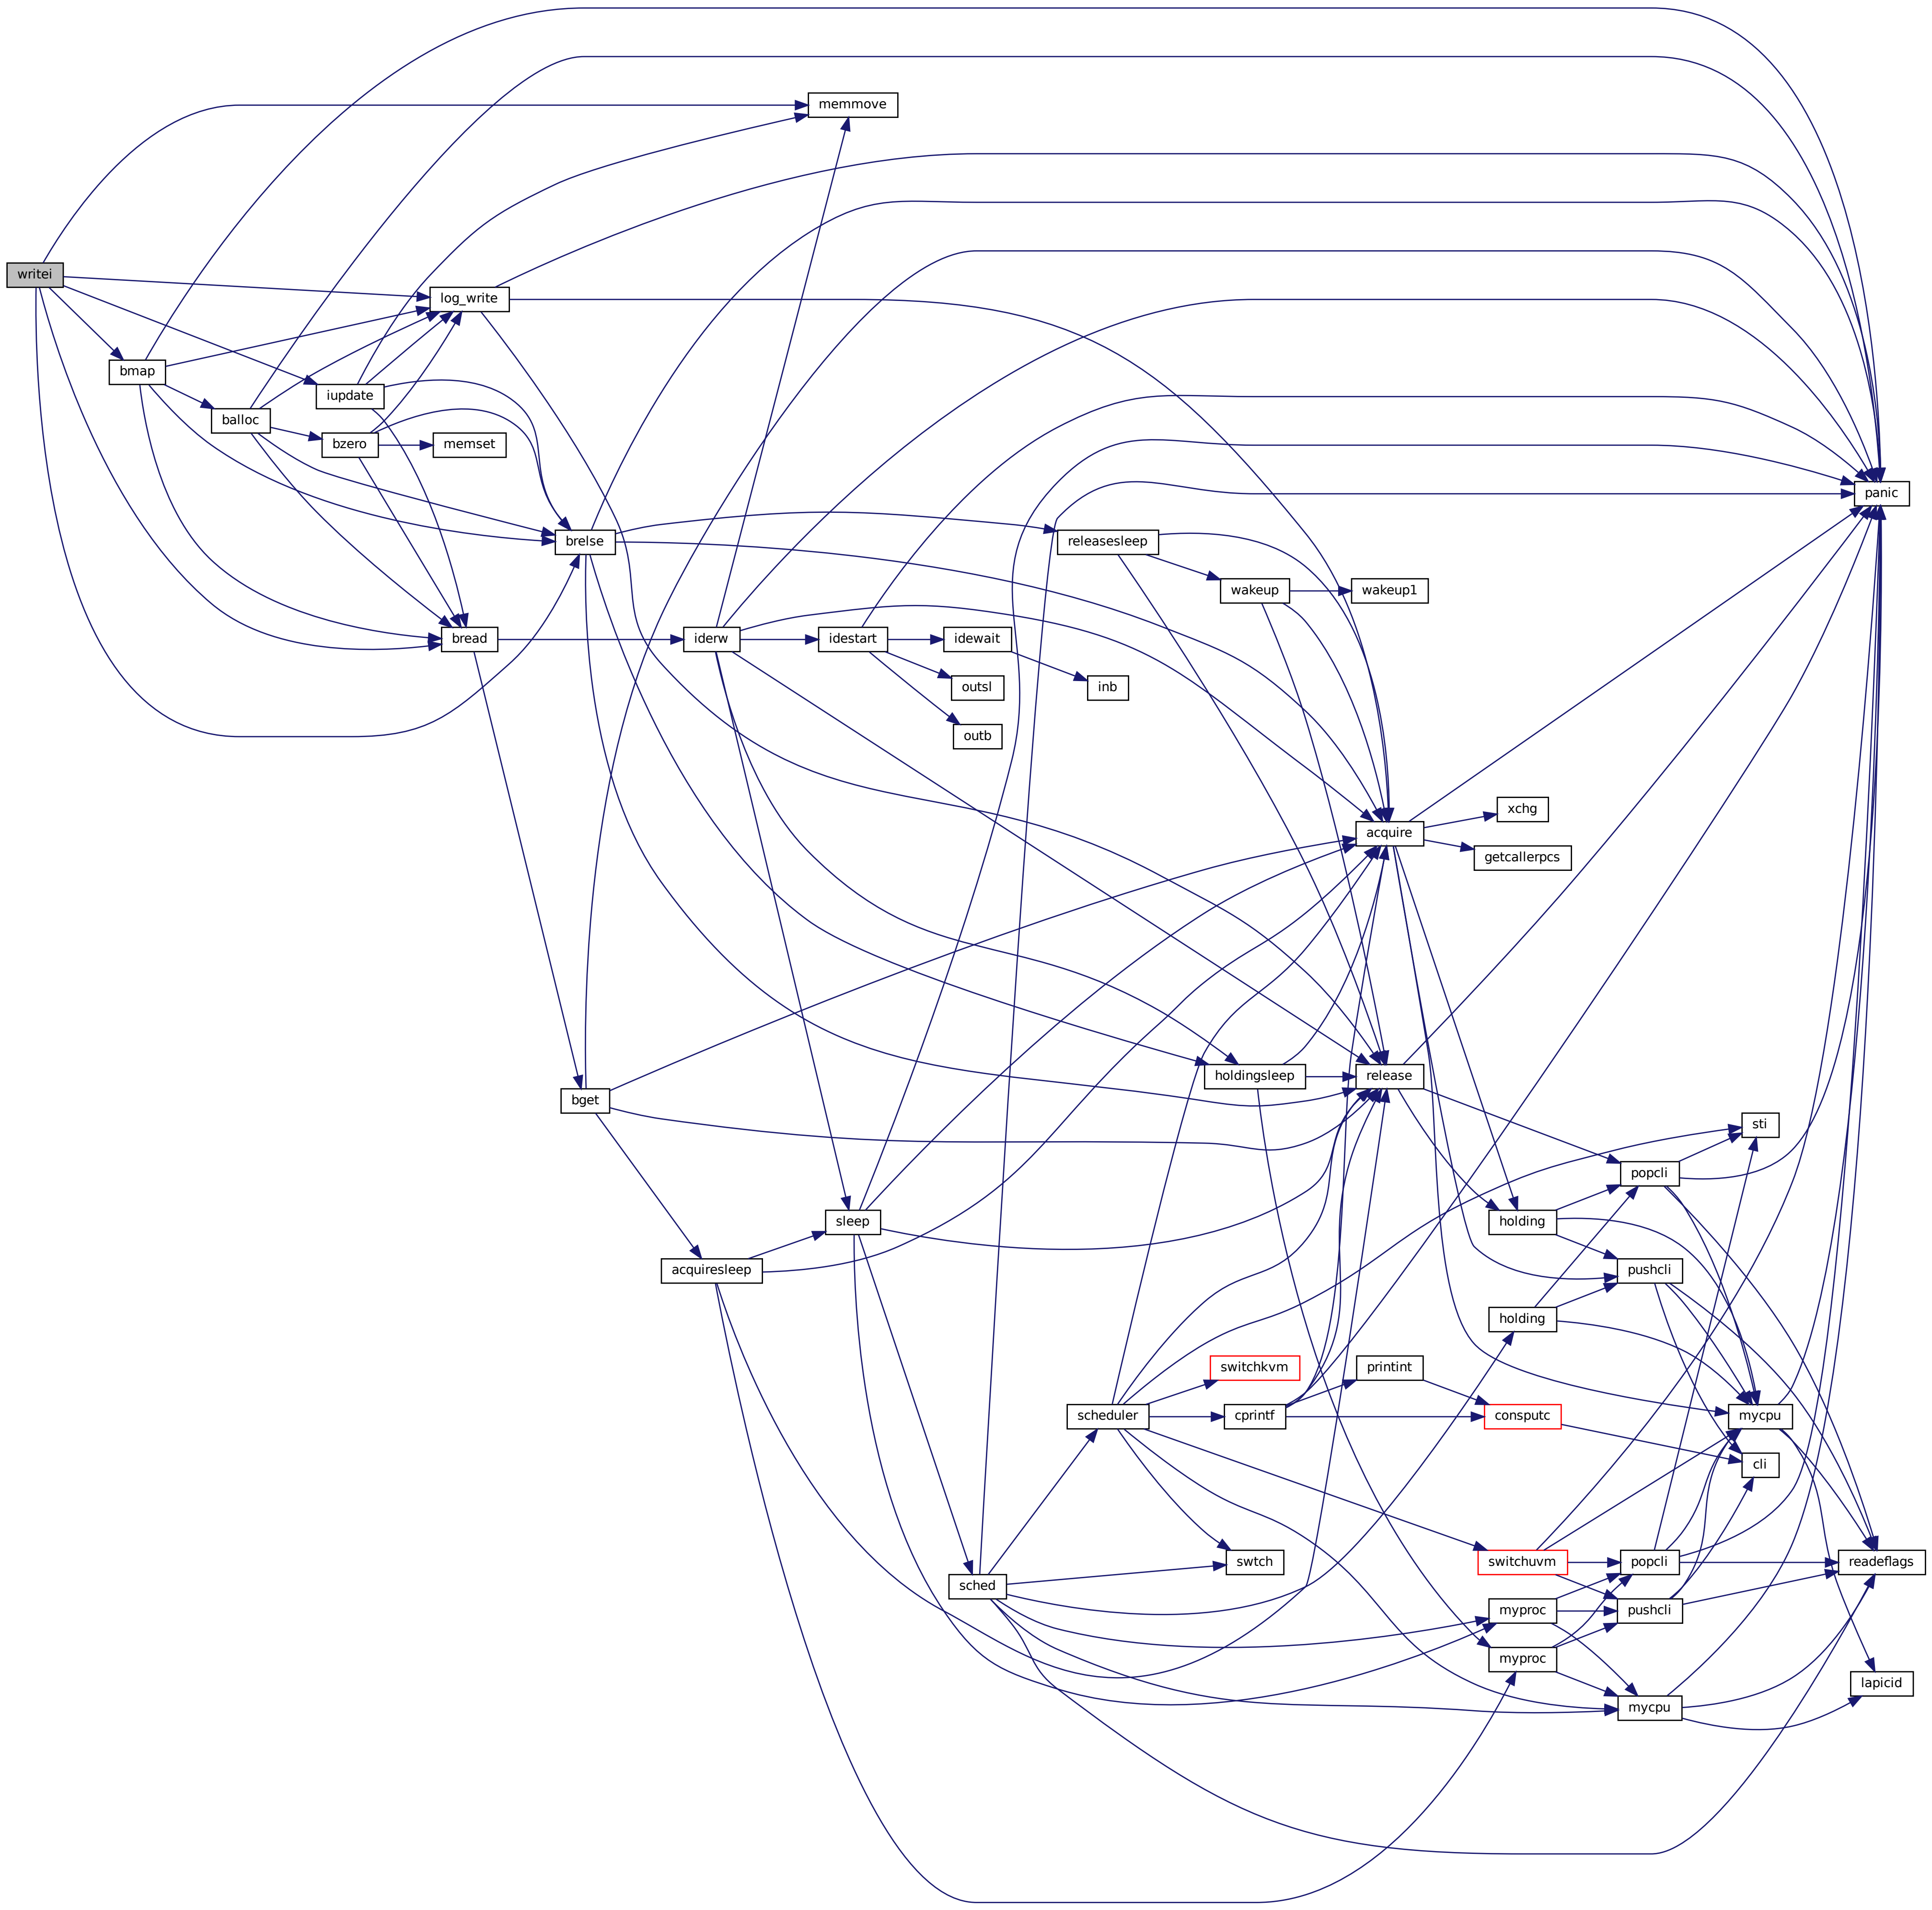 memmove
writei
log_write
bmap
iupdate
balloc
bzero
memset
panic
brelse
releasesleep
wakeup
wakeup1
bread
iderw
idestart
idewait
outsl
inb
outb
xchg
acquire
getcallerpcs
holdingsleep
release
bget
sti
popcli
sleep
holding
acquiresleep
pushcli
holding
switchkvm
printint
scheduler
cprintf
consputc
mycpu
cli
swtch
switchuvm
popcli
readeflags
sched
myproc
pushcli
myproc
lapicid
mycpu